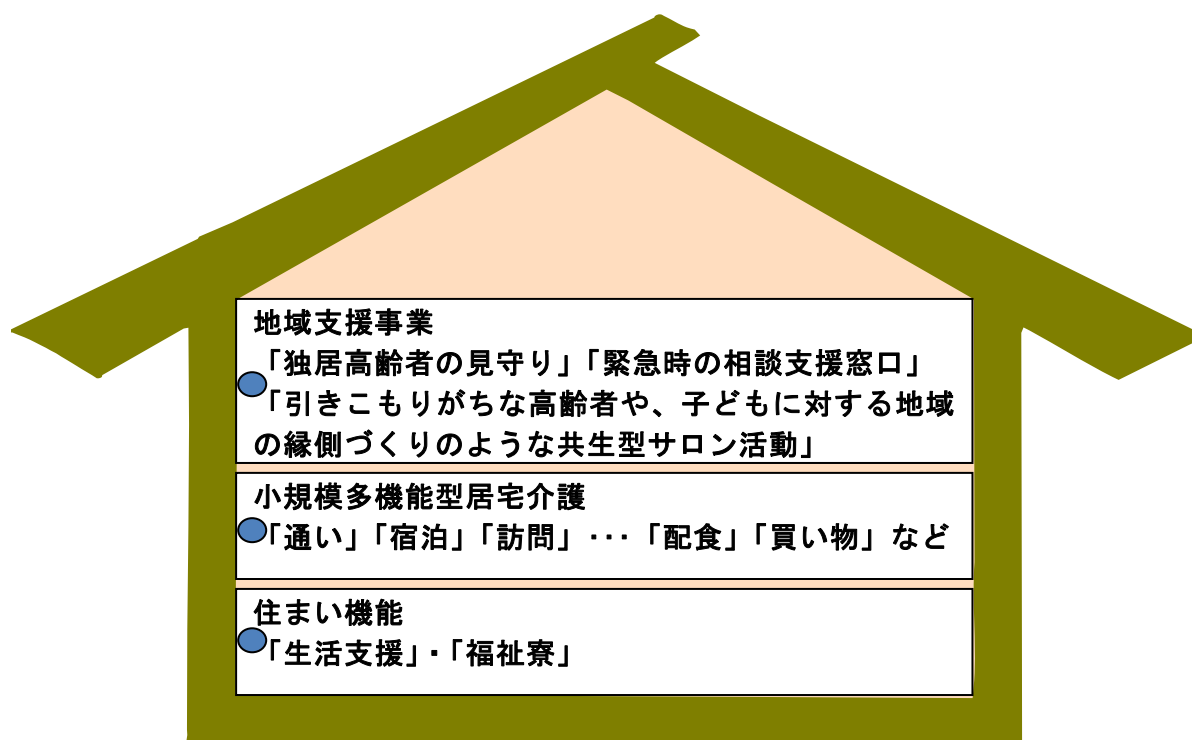 地域支援事業
「独居高齢者の見守り」「緊急時の相談支援窓口」
「引きこもりがちな高齢者や、子どもに対する地域
の縁側づくりのような共生型サロン活動」
小規模多機能型居宅介護
「通い」「宿泊」「訪問」･･･「配食」「買い物」など
住まい機能
「生活支援」・「福祉寮」